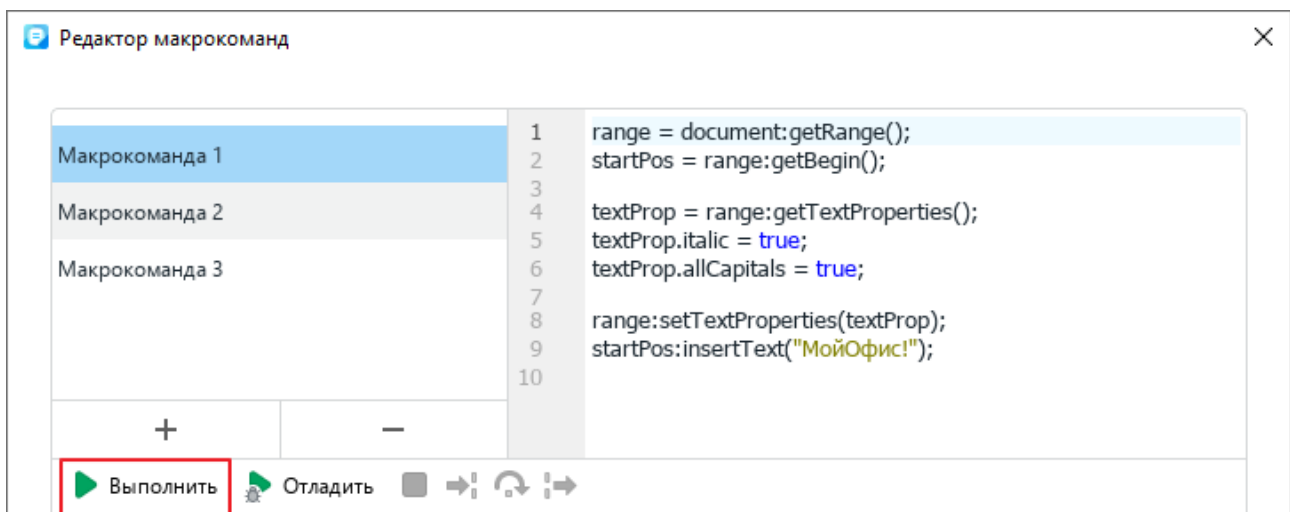 Редактор макрокоманд
Макрокоманда 1
Макрокоманда 2
Макрокоманда 3
+ −
1 range = document:getRange();
2 startPos = range:getBegin();
3
4 textProp = range:getTextProperties();
5 textProp.italic = true;
6 textProp.allCapitals = true;
7
8 range:setTextProperties(textProp);
9 startPos:insertText("МойОфис!");
10
Выполнить Отладить